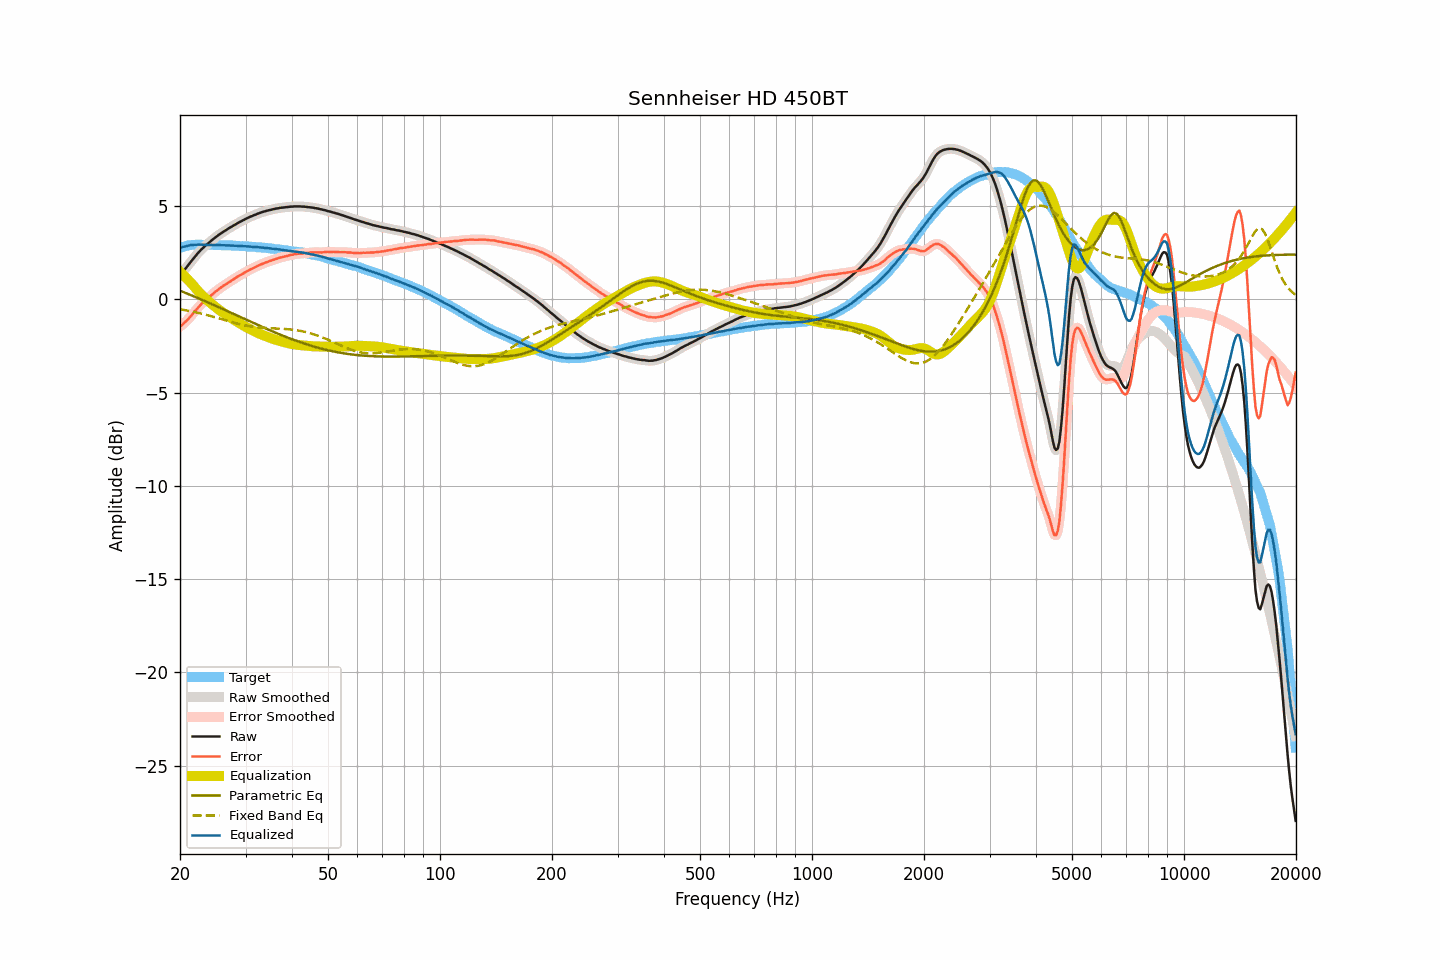 Sennheiser HD 450BT
Amplitude (dBr)
5
0
−5
−10
−15
−20
−25
Target
Raw Smoothed
Error Smoothed
Raw
Error
Equalization
Parametric Eq
Fixed Band Eq
Equalized
20 50 100 200 500 1000 2000 5000 10000 20000
Frequency (Hz)